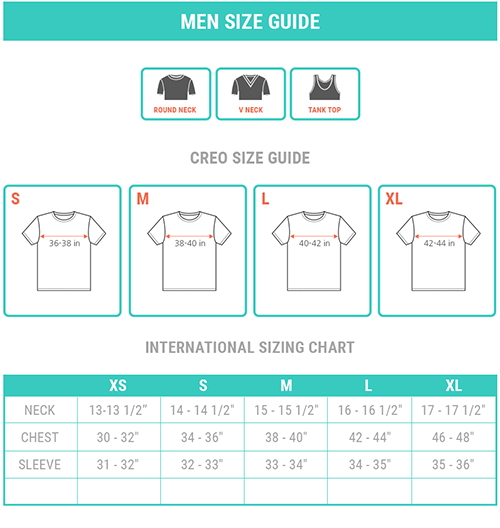 MEN SIZE GUIDE
ROUND NECK V NECK TANK TOP
CREO SIZE GUIDE
S M L XL
36-38 in 38-40 in 40-42 in 42-44 in
INTERNATIONAL SIZING CHART
XS S M L XL
NECK 13-13 1/2” 14 - 14 1/2" 15 - 15 1/2" 16 - 16 1/2" 17 - 17 1/2"
CHEST 30 - 32" 34 - 36" 38 - 40" 42 - 44" 46 - 48"
SLEEVE 31 - 32" 32 - 33" 33 - 34" 34 - 35" 35 - 36"